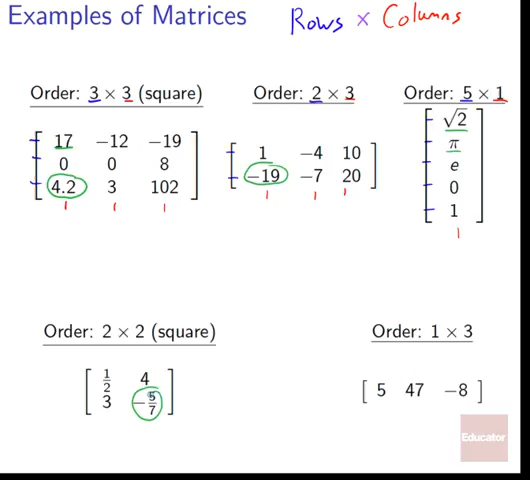 Examples of Matrices Rows × Columns
Order: 3 × 3 (square)
17 −12 −19
0 0 8
4.2 3 102
Order: 2 × 3
1 −4 10
−19 −7 20
Order: 5 × 1
√2
π
e
0
1
Order: 2 × 2 (square)
1/2 4
3 −5/7
Order: 1 × 3
[ 5 47 −8 ]
Educator